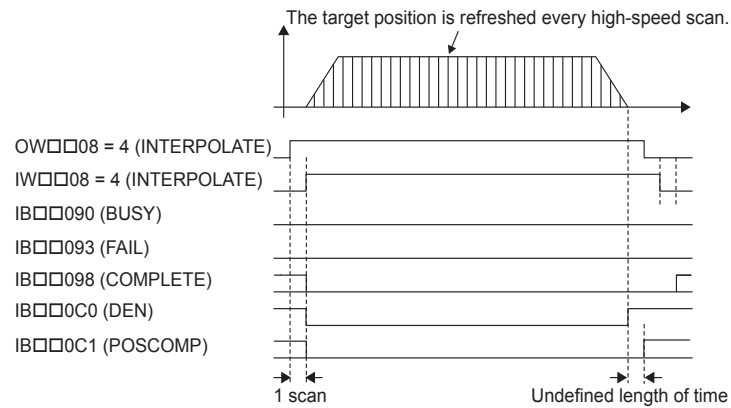 The target position is refreshed every high-speed scan.
OW□□08 = 4 (INTERPOLATE)
IW□□08 = 4 (INTERPOLATE)
IB□□090 (BUSY)
IB□□093 (FAIL)
IB□□098 (COMPLETE)
IB□□0C0 (DEN)
IB□□0C1 (POSCOMP)
1 scan
Undefined length of time